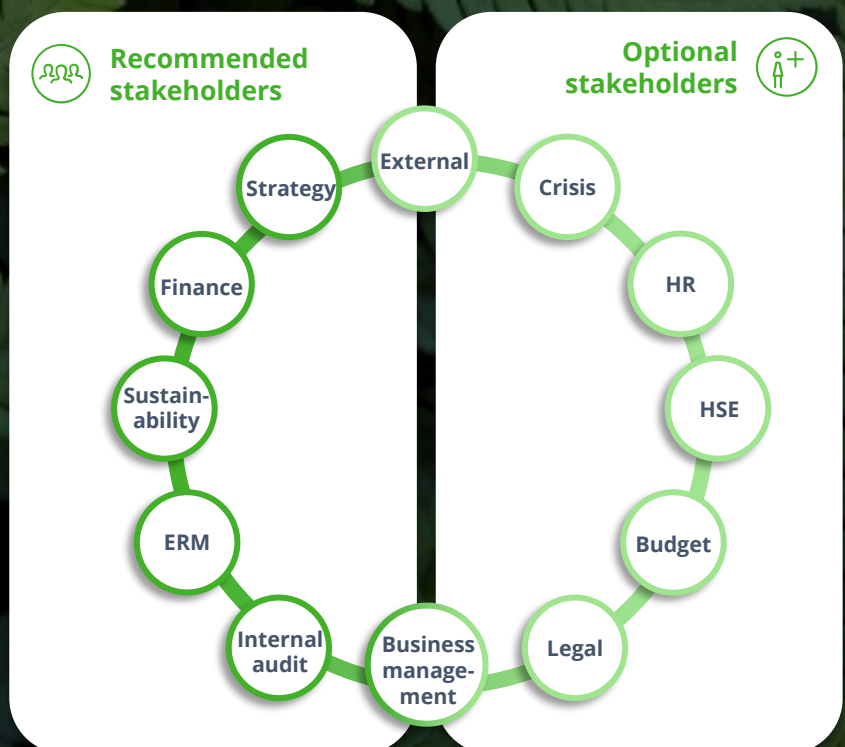 Recommended
stakeholders
Optional
stakeholders
External
Strategy
Crisis
Finance
HR
Sustain-
ability
HSE
ERM
Budget
Internal
audit
Business
manage-
ment
Legal